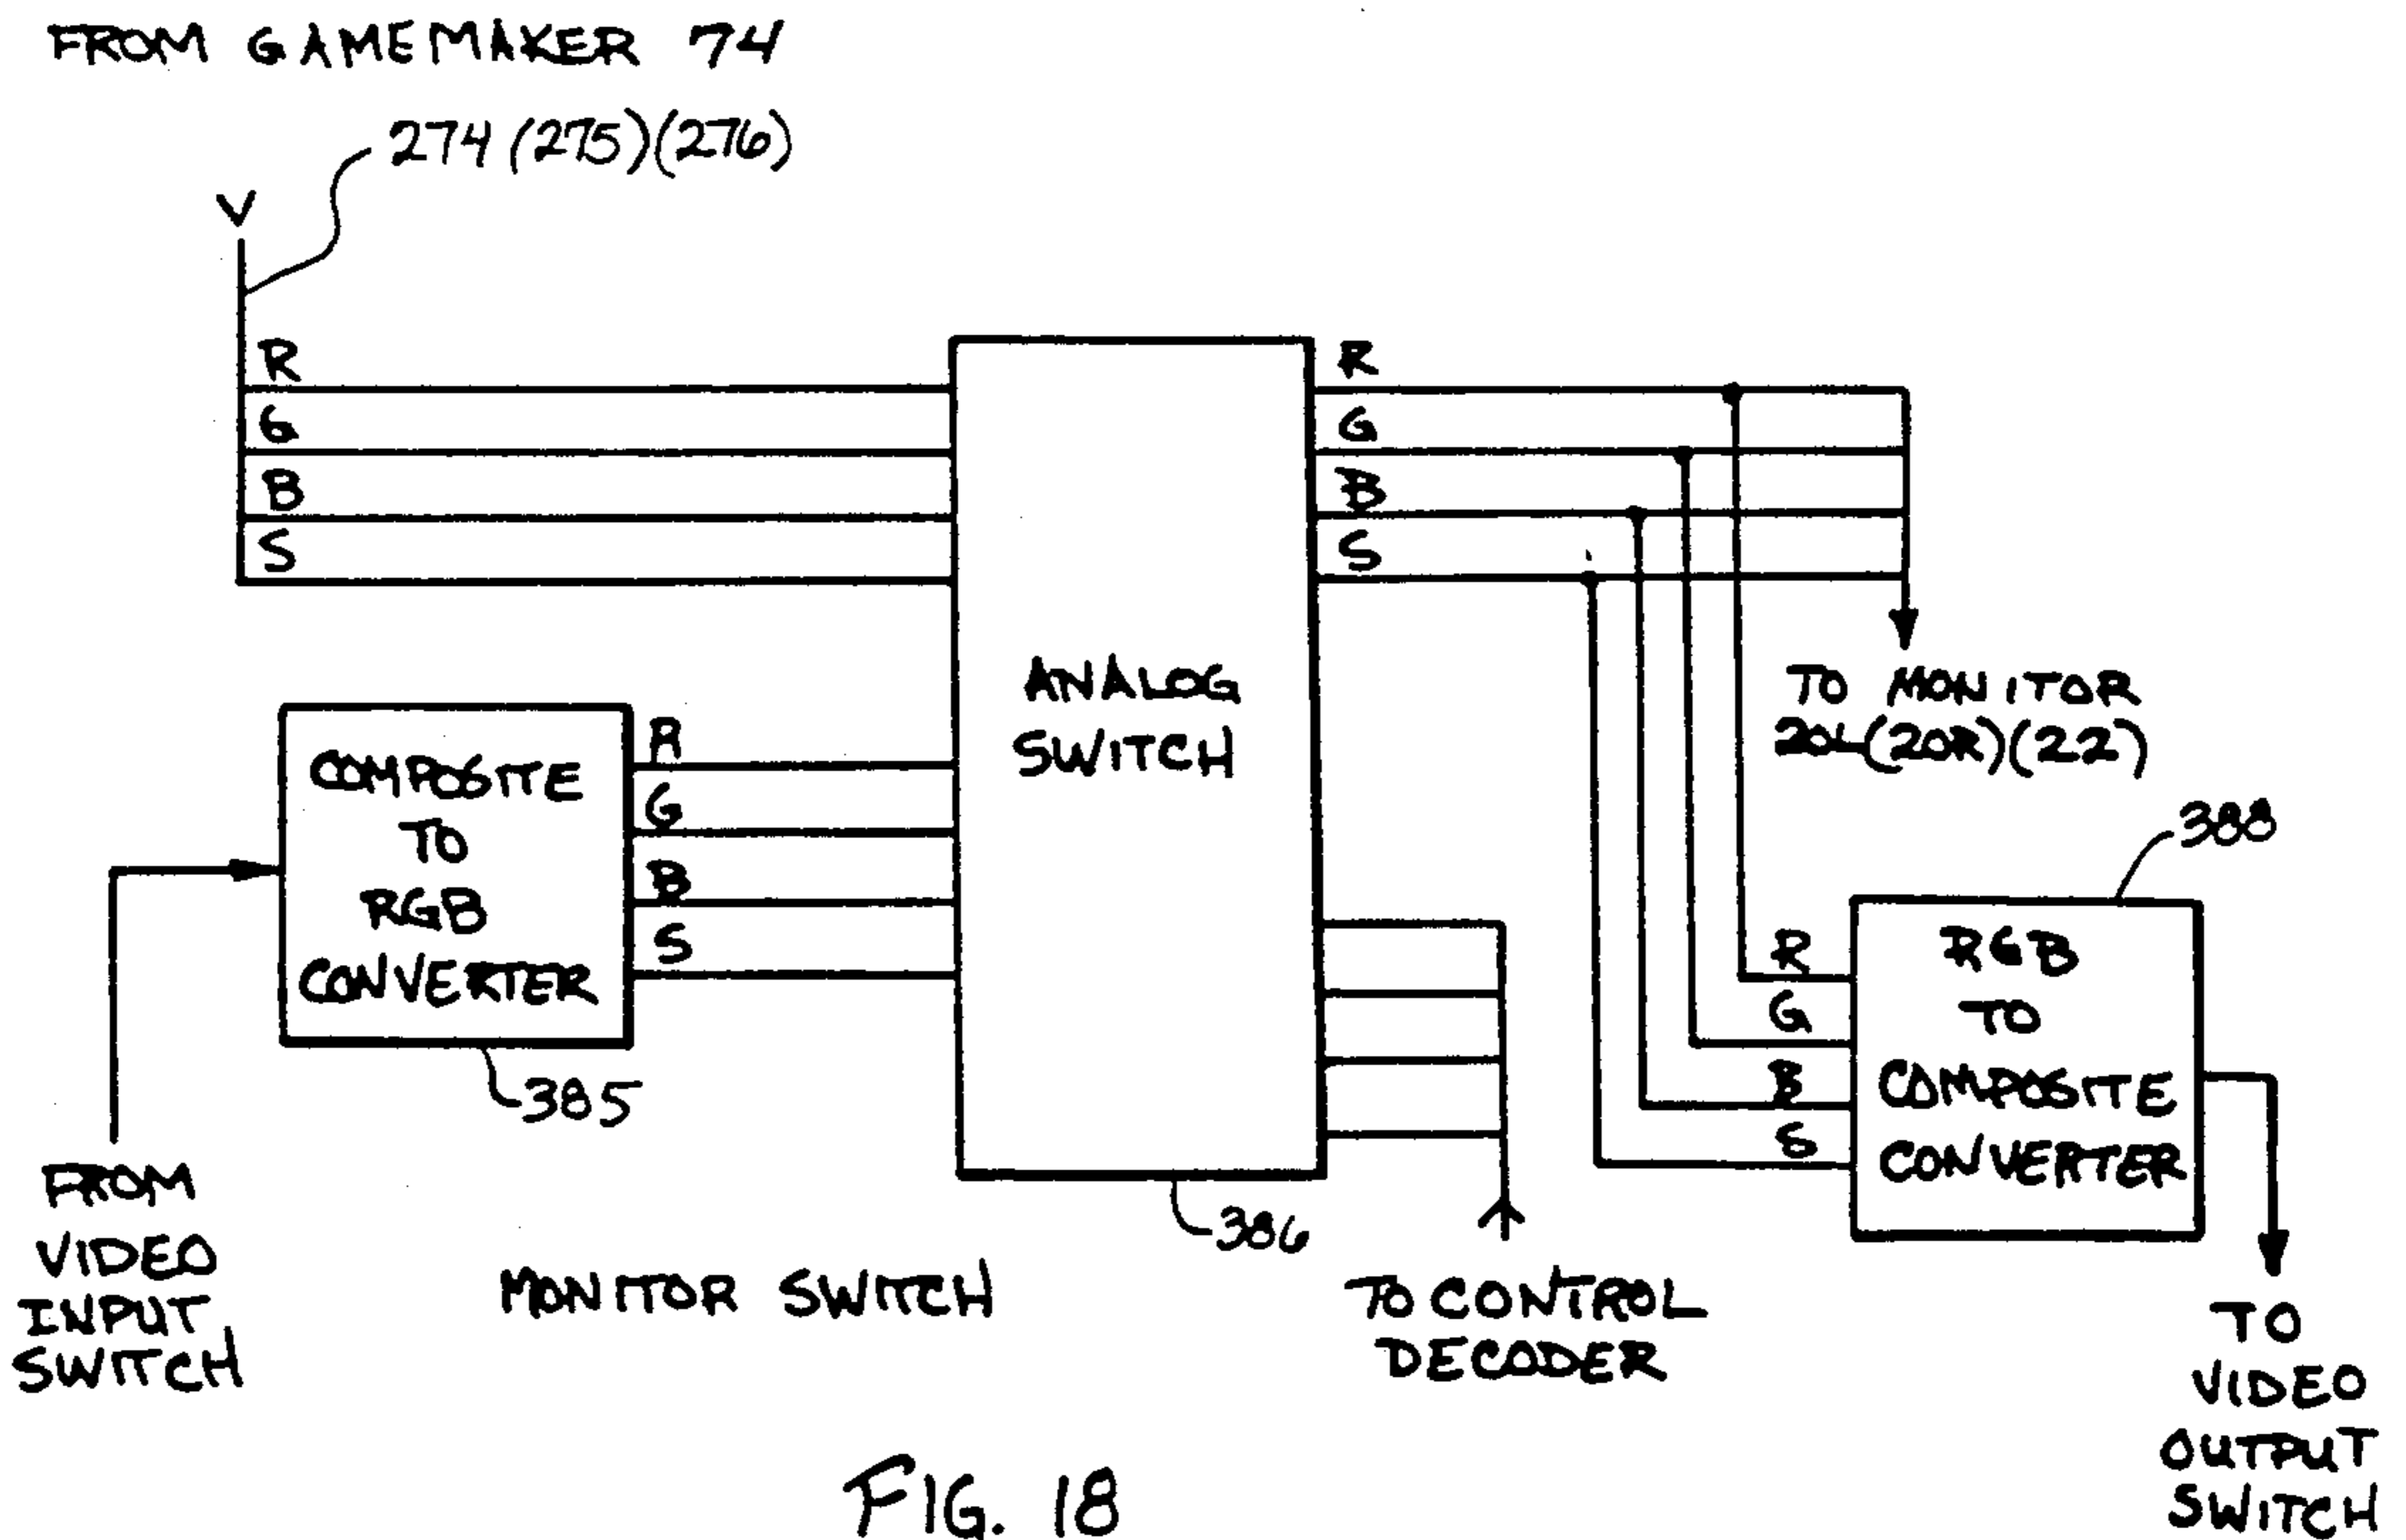 FROM GAMEMAKER 74
274 (275)(276)
R
G
B
S
R
G
B
S
ANALOG
SWITCH
TO MONITOR
20L(20R)(22)
COMPOSITE
TO
RGB
CONVERTER
R
G
B
S
385
FROM
VIDEO
INPUT
SWITCH
386
MONITOR SWITCH
TO CONTROL
DECODER
388
R
G
B
S
RGB
TO
COMPOSITE
CONVERTER
TO
VIDEO
OUTPUT
SWITCH
FIG. 18